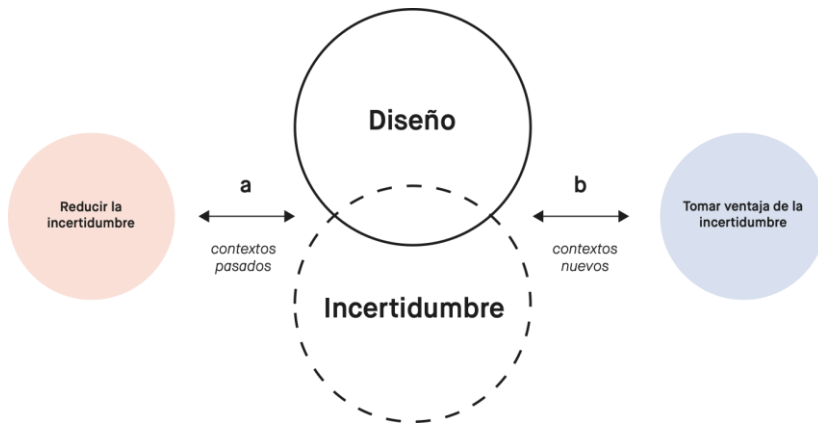 Diseño
Reducir la
incertidumbre
a
contextos
pasados
b
contextos
nuevos
Tomar ventaja de la
incertidumbre
Incertidumbre